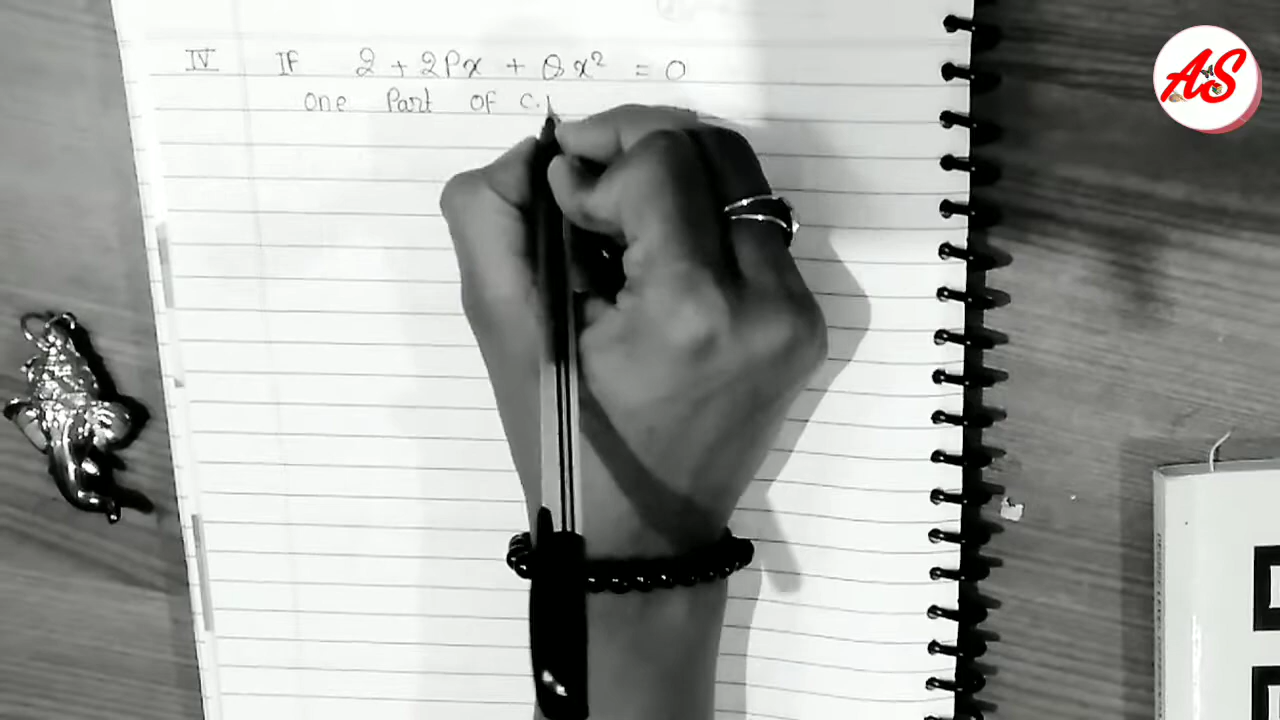 IV IF 2 + 2Px + Qx² = 0
one Part of C.
AS